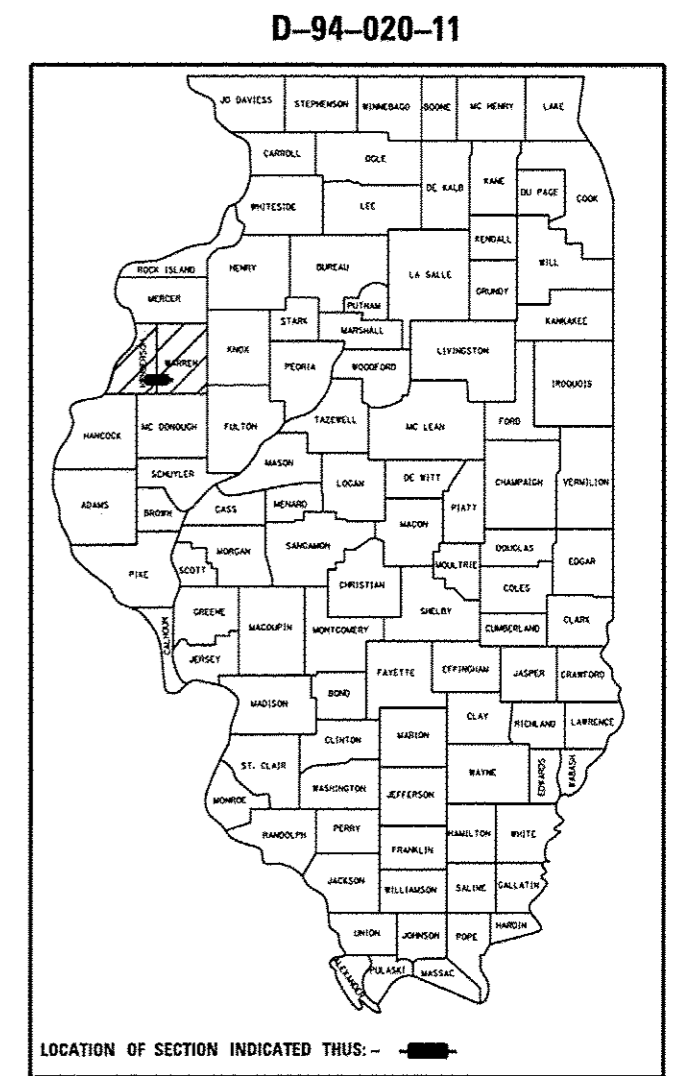 D-94-020-11
JO DAVIESS STEPHENSON WINNEBAGO BOONE MC HENRY LAKE
CARROLL OGLE DE KALB KANE DU PAGE COOK
WHITESIDE LEE
KENDALL WILL
ROCK ISLAND HENRY BUREAU LA SALLE GRUNDY
MERCER PUTNAM KANKAKEE
HENDERSON WARREN KNOX STARK MARSHALL LIVINGSTON
PEORIA WOODFORD IROQUOIS
HANCOCK MC DONOUGH FULTON TAZEWELL MC LEAN FORD
SCHUYLER MASON LOGAN DE WITT CHAMPAIGN VERMILION
ADAMS BROWN CASS MENARD PIATT
MACON
PIKE SCOTT MORGAN SANGAMON CHRISTIAN MOULTRIE DOUGLAS EDGAR
COLES
CALHOUN GREENE MACOUPIN MONTGOMERY SHELBY CUMBERLAND CLARK
JERSEY FAYETTE EFFINGHAM JASPER CRAWFORD
MADISON BOND CLAY RICHLAND LAWRENCE
CLINTON MARION
ST. CLAIR WAYNE EDWARDS WABASH
MONROE WASHINGTON JEFFERSON
RANDOLPH PERRY HAMILTON WHITE
FRANKLIN
JACKSON WILLIAMSON SALINE GALLATIN
UNION JOHNSON POPE HARDIN
ALEXANDER PULASKI MASSAC
LOCATION OF SECTION INDICATED THUS: -